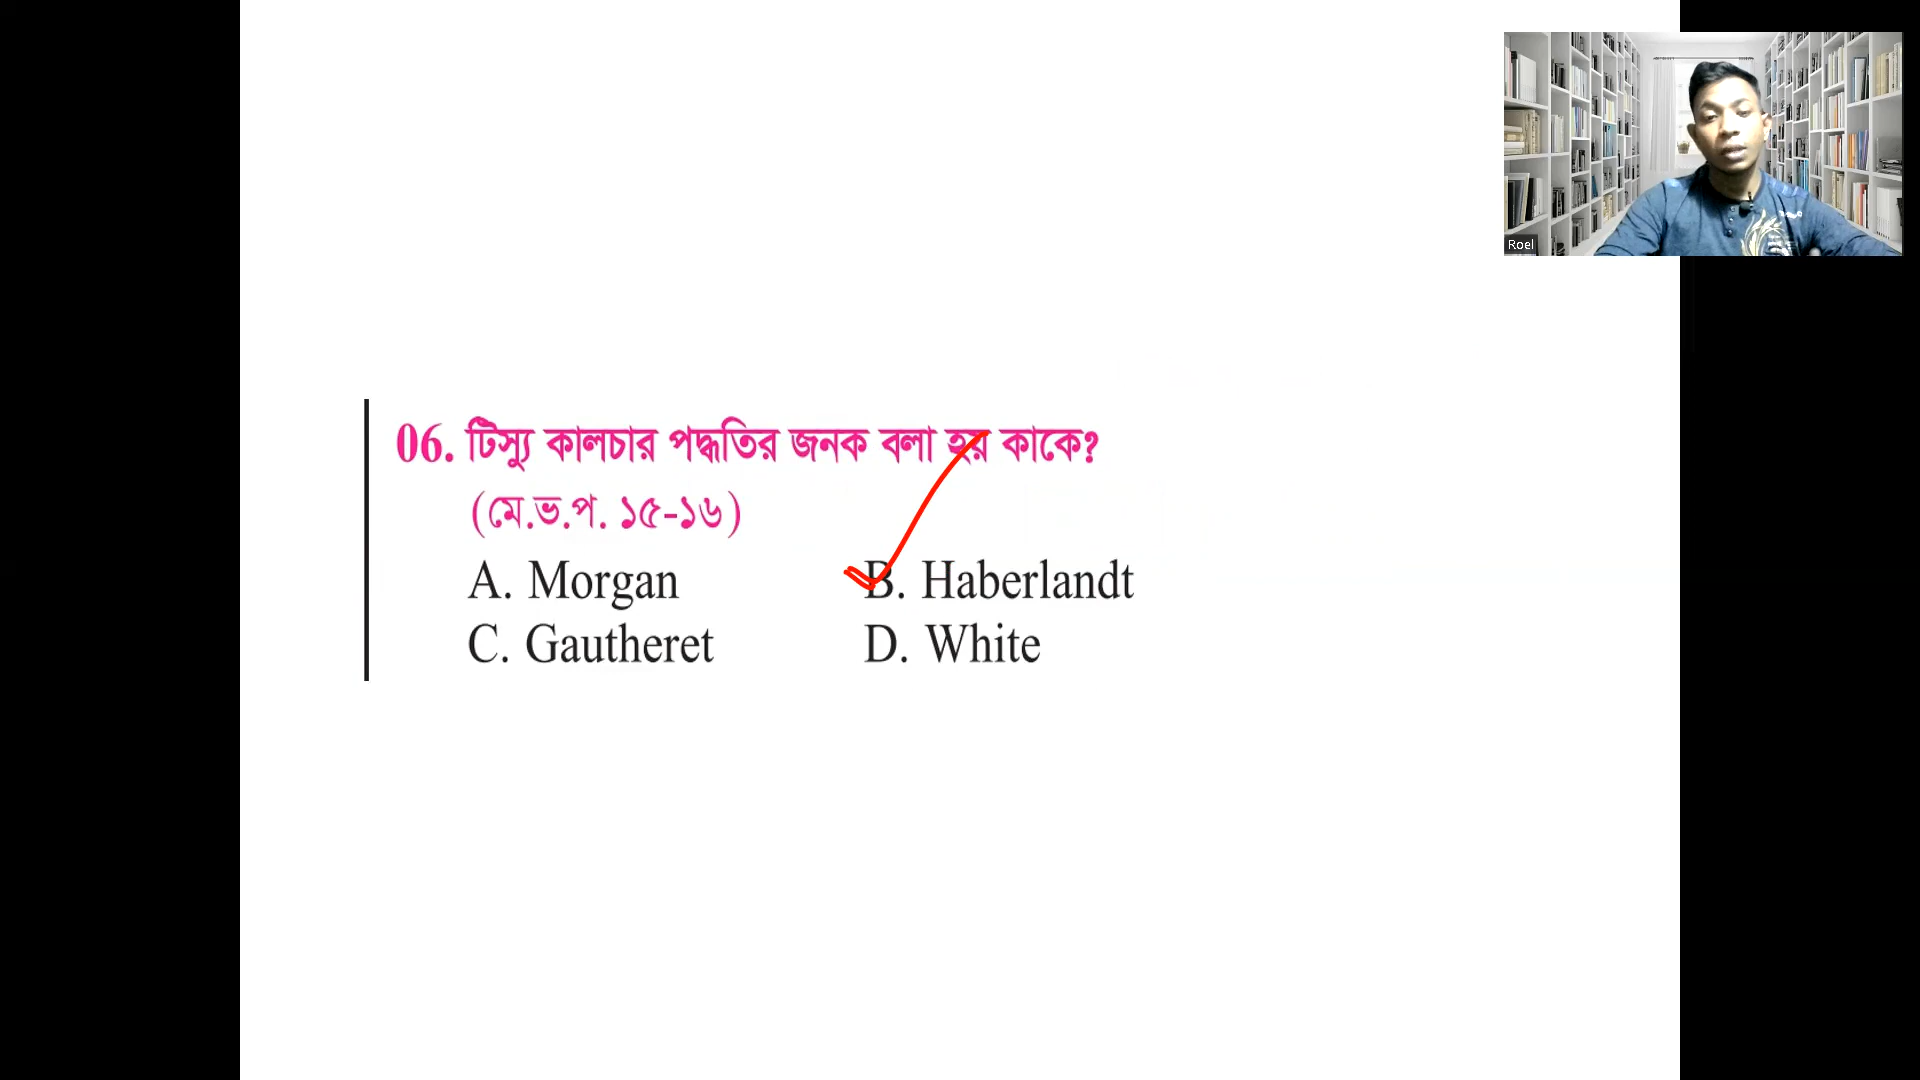 Roel
06. টিস্যু কালচার পদ্ধতির জনক বলা হয় কাকে?
(মে.ভ.প. ১৫-১৬)
A. Morgan B. Haberlandt
C. Gautheret D. White